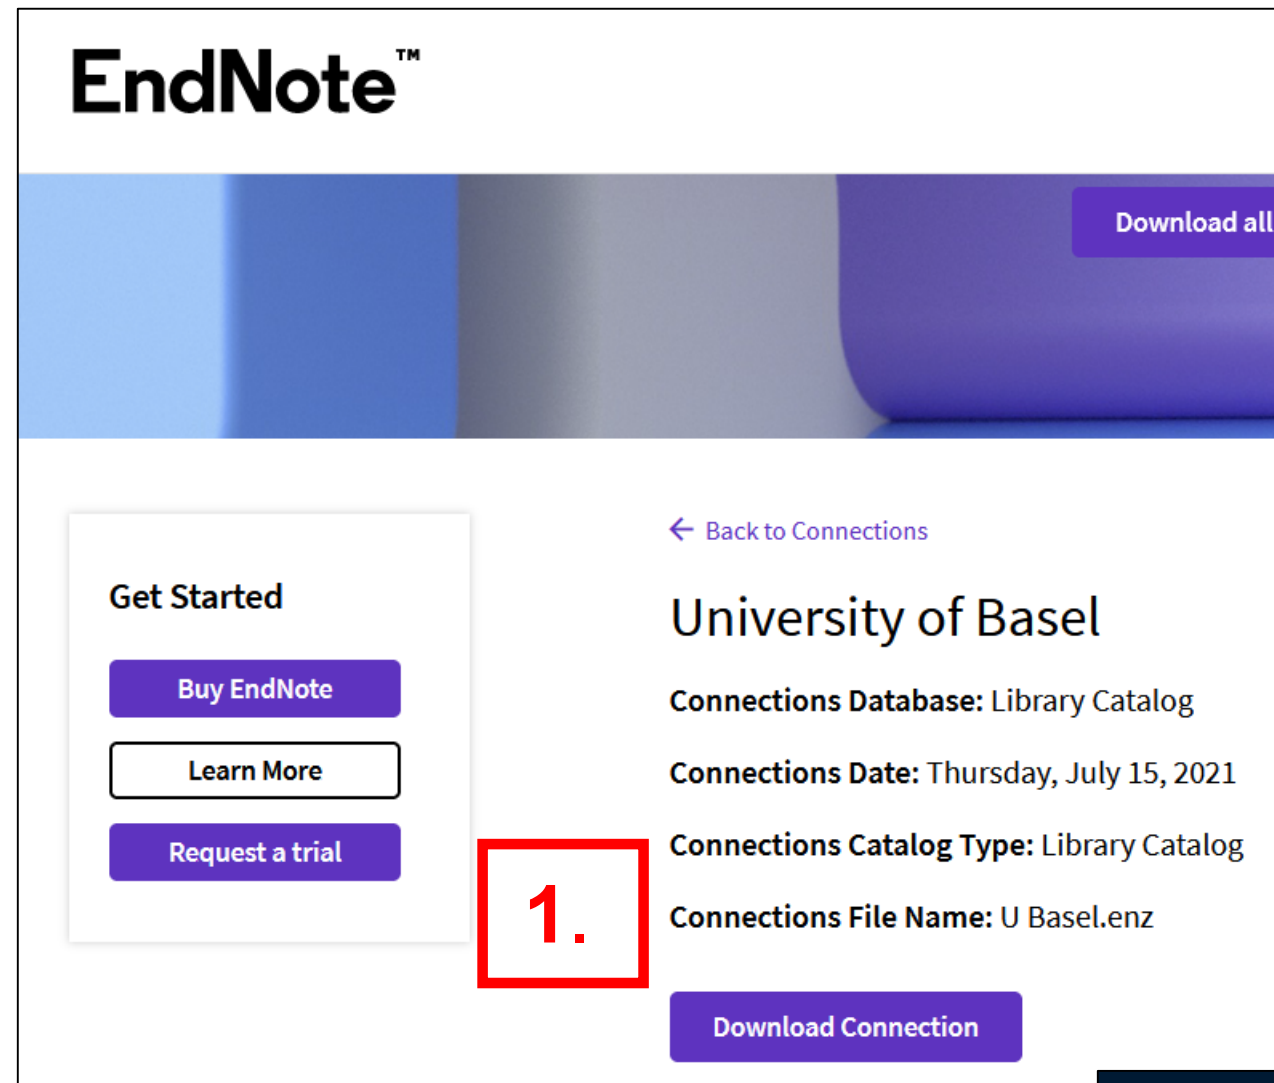 EndNote™
Download all
← Back to Connections
Get Started
University of Basel
Buy EndNote
Connections Database: Library Catalog
Learn More
Connections Date: Thursday, July 15, 2021
Request a trial
Connections Catalog Type: Library Catalog
1.
Connections File Name: U Basel.enz
Download Connection